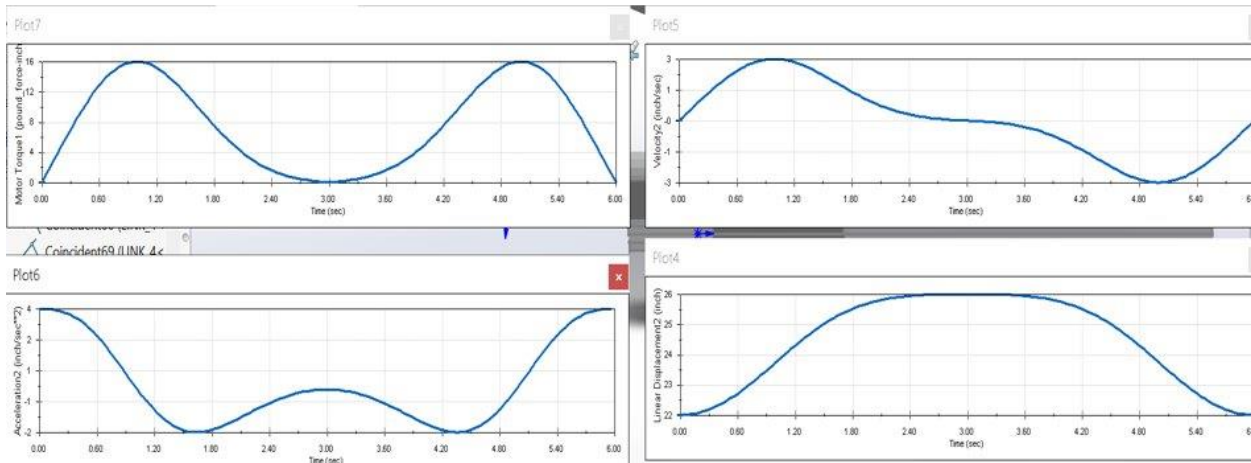 Plot7
Motor Torque1 (pound_force-inch
16
12
8
4
0
0.00 0.60 1.20 1.80 2.40 3.00 3.60 4.20 4.80 5.40 6.00
Time (sec)
Plot5
Velocity2 (inch/sec)
3
1
-0
-1
-3
0.00 0.60 1.20 1.80 2.40 3.00 3.60 4.20 4.80 5.40 6.
Time (sec)
Coincident69 (LINK_4<
Plot6
x
Acceleration2 (inch/sec**2)
4
2
1
-1
-2
0.00 0.60 1.20 1.80 2.40 3.00 3.60 4.20 4.80 5.40 6.00
Time (sec)
Plot4
Linear Displacement2 (inch)
26
25
24
23
22
0.00 0.60 1.20 1.80 2.40 3.00 3.60 4.20 4.80 5.40 6.
Time (sec)